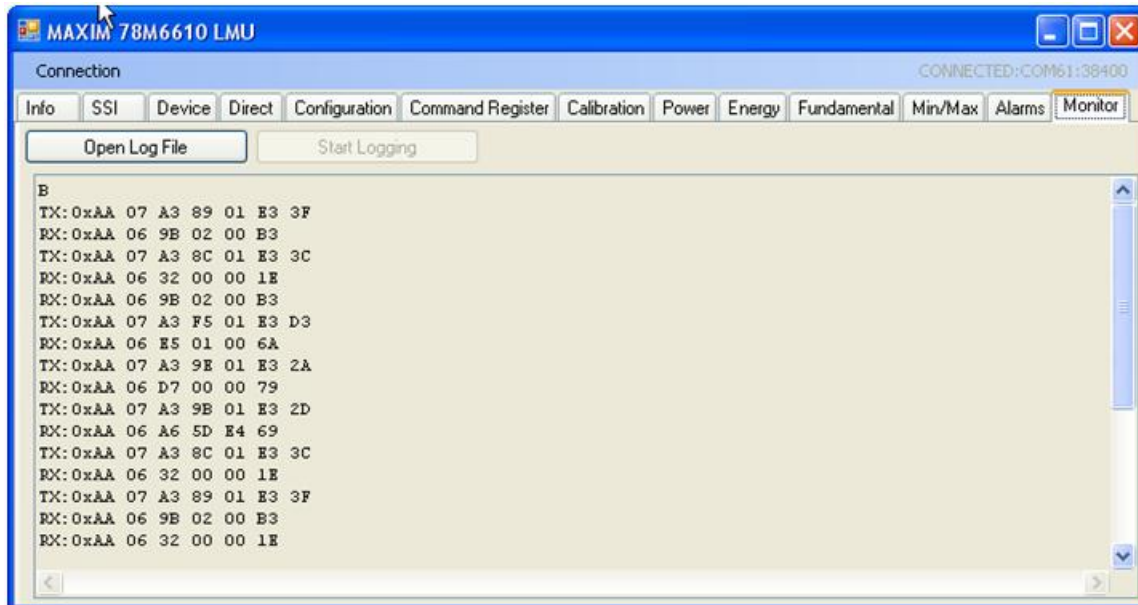 MAXIM 78M6610 LMU
Connection CONNECTED:COM61:38400
Info SSI Device Direct Configuration Command Register Calibration Power Energy Fundamental Min/Max Alarms Monitor
Open Log File Start Logging
B
TX:0xAA 07 A3 89 01 E3 3F
RX:0xAA 06 9B 02 00 B3
TX:0xAA 07 A3 8C 01 E3 3C
RX:0xAA 06 32 00 00 1E
RX:0xAA 06 9B 02 00 B3
TX:0xAA 07 A3 F5 01 E3 D3
RX:0xAA 06 E5 01 00 6A
TX:0xAA 07 A3 9E 01 E3 2A
RX:0xAA 06 D7 00 00 79
TX:0xAA 07 A3 9B 01 E3 2D
RX:0xAA 06 A6 5D E4 69
TX:0xAA 07 A3 8C 01 E3 3C
RX:0xAA 06 32 00 00 1E
TX:0xAA 07 A3 89 01 E3 3F
RX:0xAA 06 9B 02 00 B3
RX:0xAA 06 32 00 00 1E